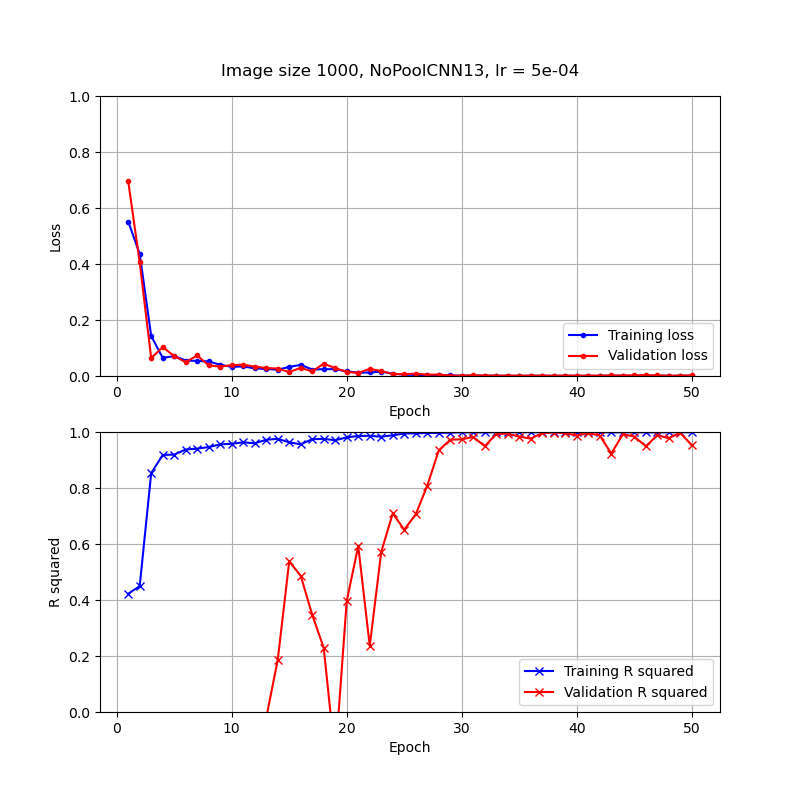 Image size 1000, NoPoolCNN13, lr = 5e-04
1.0
0.8
0.6
0.4
0.2
0.0
Loss
Training loss
Validation loss
0 10 20 30 40 50
Epoch
1.0
0.8
0.6
0.4
0.2
0.0
R squared
Training R squared
Validation R squared
0 10 20 30 40 50
Epoch